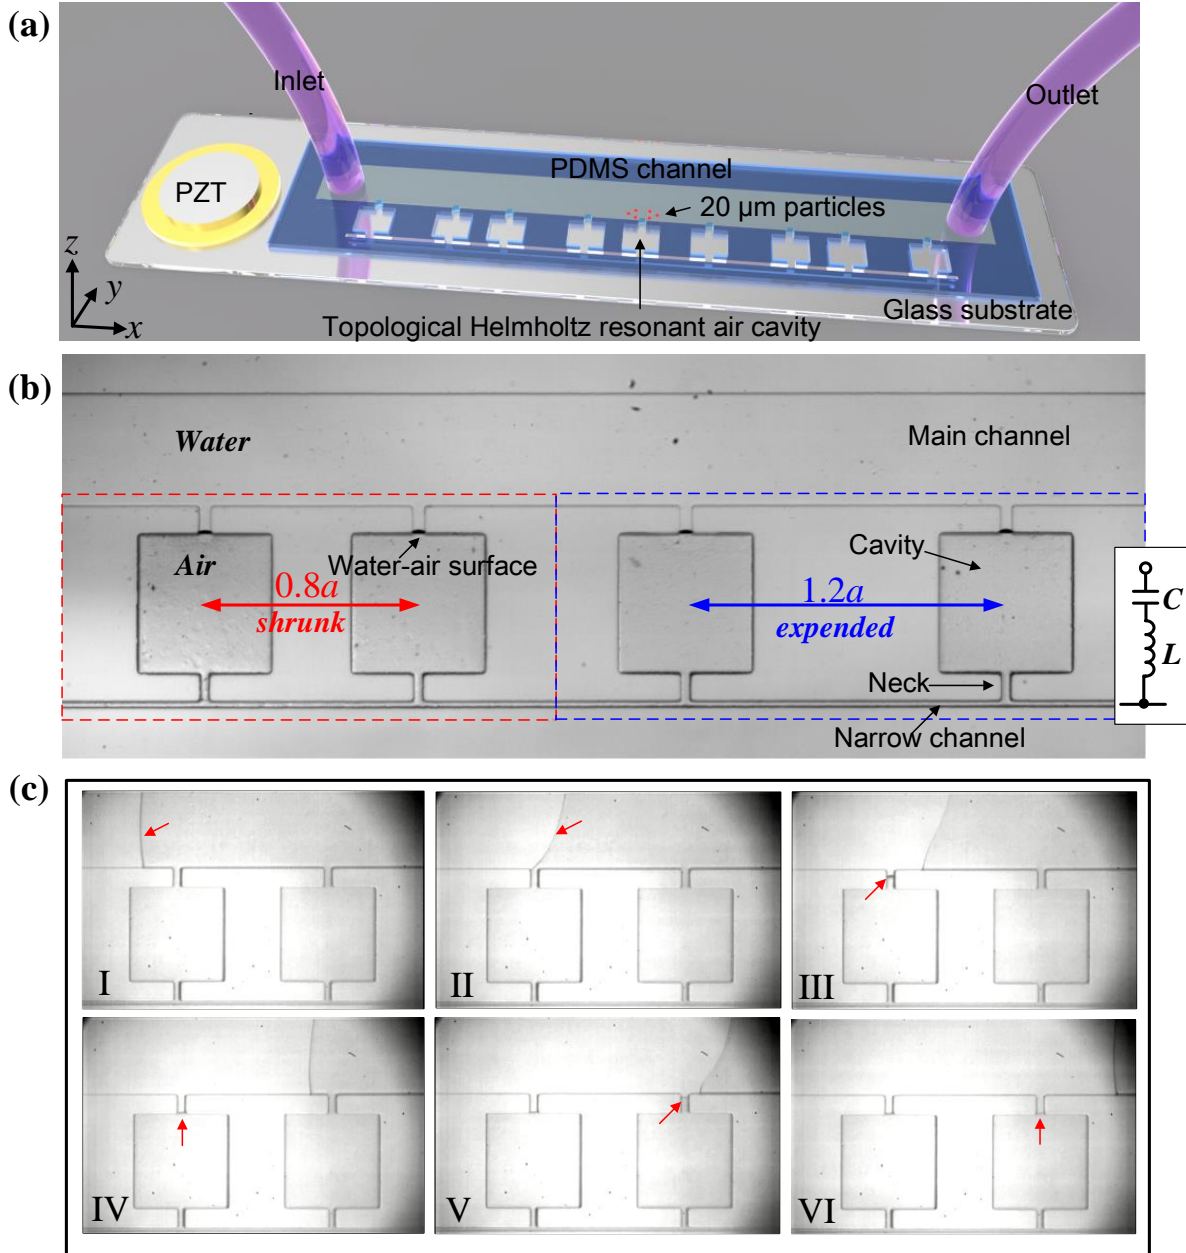 (a)
Inlet
Outlet
PDMS channel
PZT
20 µm particles
z
y
x
Glass substrate
Topological Helmholtz resonant air cavity
(b)
Water
Main channel
Air
Water-air surface
Cavity
0.8a
shrunk
1.2a
expended
C
L
Neck
Narrow channel
(c)
I
II
III
IV
V
VI